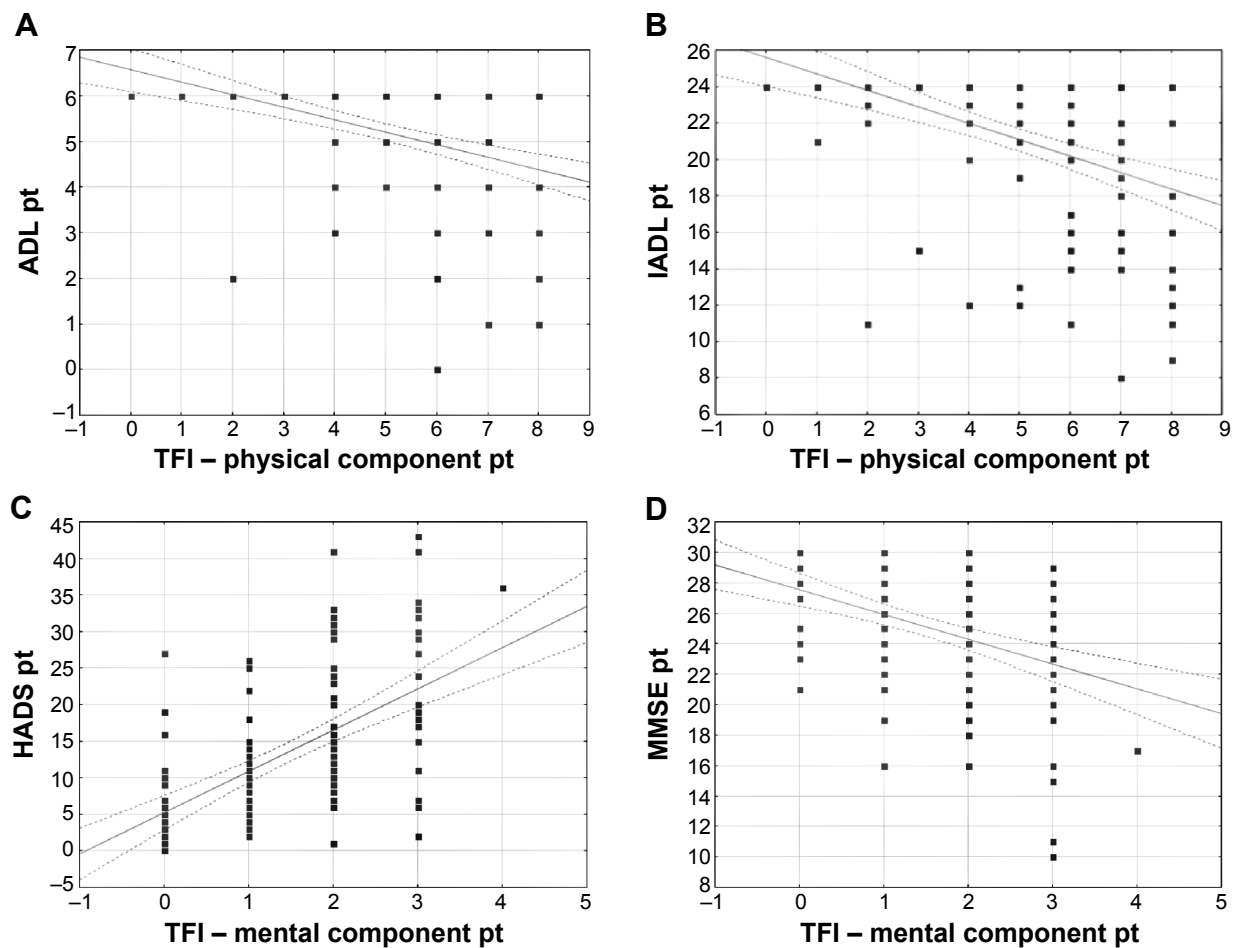 A
7
6
5
4
3
2
1
0
–1
–1 0 1 2 3 4 5 6 7 8 9
ADL pt
TFI – physical component pt
B
26
24
22
20
18
16
14
12
10
8
6
–1 0 1 2 3 4 5 6 7 8 9
IADL pt
TFI – physical component pt
C
45
40
35
30
25
20
15
10
5
0
–5
–1 0 1 2 3 4 5
HADS pt
TFI – mental component pt
D
32
30
28
26
24
22
20
18
16
14
12
10
8
–1 0 1 2 3 4 5
MMSE pt
TFI – mental component pt